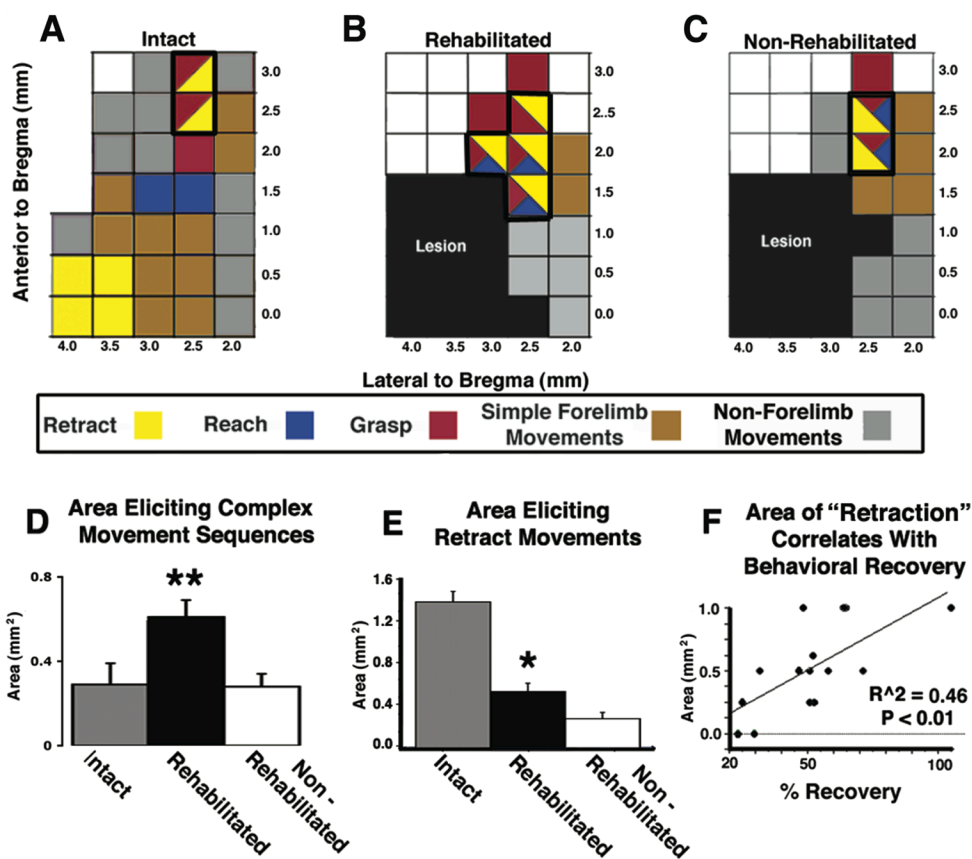 A
Intact
B
Rehabilitated
C
Non-Rehabilitated
Anterior to Bregma (mm)
3.0
2.5
2.0
1.5
1.0
0.5
0.0
4.0 3.5 3.0 2.5 2.0
Lesion
3.0
2.5
2.0
1.5
1.0
0.5
0.0
4.0 3.5 3.0 2.5 2.0
Lesion
3.0
2.5
2.0
1.5
1.0
0.5
0.0
4.0 3.5 3.0 2.5 2.0
Lateral to Bregma (mm)
Retract
Reach
Grasp
Simple Forelimb
Movements
Non-Forelimb
Movements
D
Area Eliciting Complex
Movement Sequences
Area (mm²)
0.8
0.4
0
**
Intact
Rehabilitated
Non -
Rehabilitated
E
Area Eliciting
Retract Movements
Area (mm²)
1.6
1.2
0.8
0.4
0.0
*
Intact
Rehabilitated
Non -
Rehabilitated
F
Area of “Retraction”
Correlates With
Behavioral Recovery
Area (mm²)
1.0
0.5
0.0
R^2 = 0.46
P < 0.01
20 50 100
% Recovery